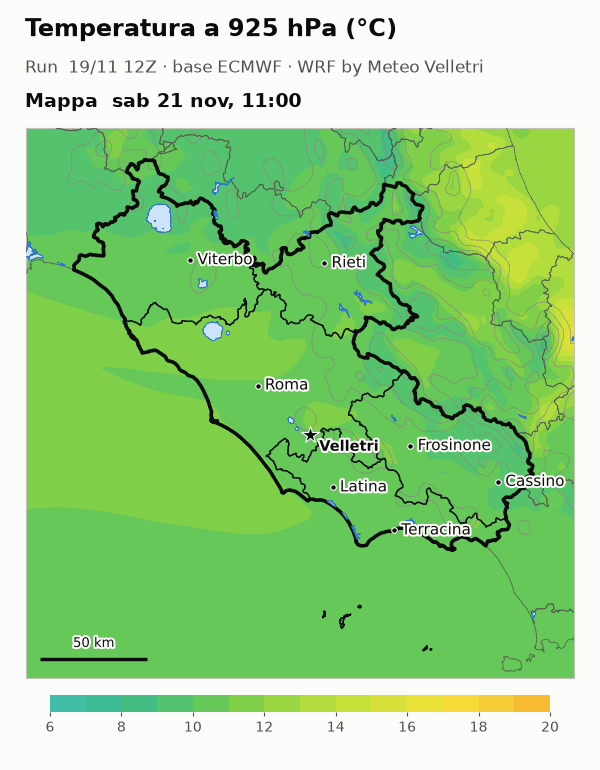 Temperatura a 925 hPa (°C)
Run 19/11 12Z · base ECMWF · WRF by Meteo Velletri
Mappa sab 21 nov, 11:00
Viterbo
Rieti
Roma
Velletri
Frosinone
Latina
Cassino
Terracina
50 km
6 8 10 12 14 16 18 20